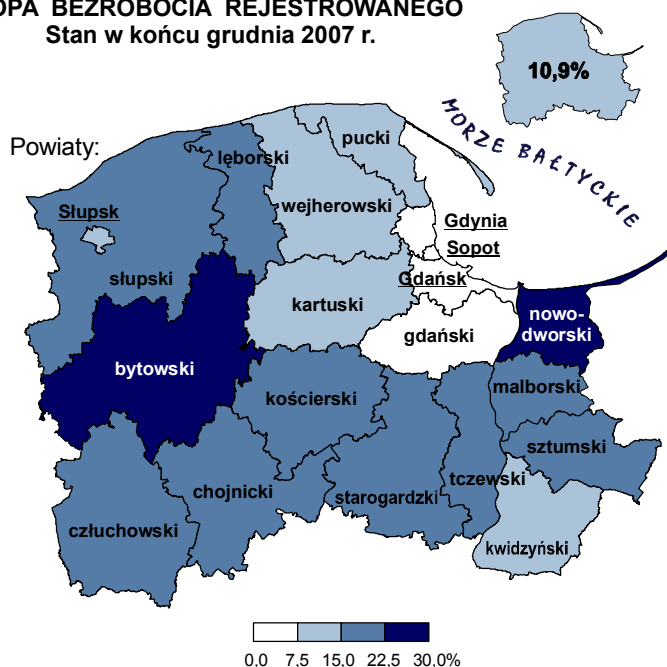 OPA BEZROBOCIA REJESTROWANEGO
Stan w końcu grudnia 2007 r.
10,9%
MORZE BAŁTYCKIE
Powiaty:
pucki
lęborski
wejherowski
Słupsk
Gdynia
Sopot
słupski
Gdańsk
kartuski
nowo-
dworski
gdański
bytowski
malborski
kościerski
sztumski
tczewski
chojnicki
starogardzki
człuchowski
kwidzyński
0,0 7,5 15,0 22,5 30,0%